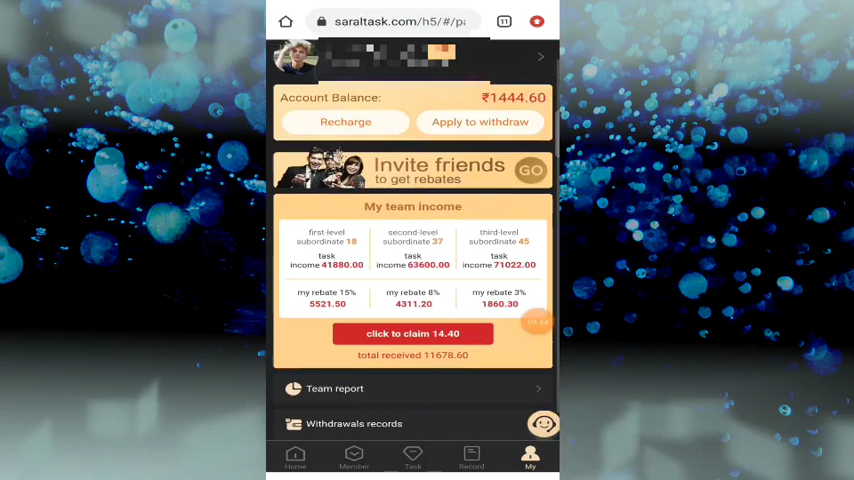 saraltask.com/h5/#/pa
11
Account Balance: ₹1444.60
Recharge Apply to withdraw
Invite friends
to get rebates GO
My team income
first-level second-level third-level
subordinate 18 subordinate 37 subordinate 45
task task task
income 41880.00 income 63600.00 income 71022.00
my rebate 15% my rebate 8% my rebate 3%
5521.50 4311.20 1860.30
click to claim 14.40
total received 11678.60
Team report
Withdrawals records
Home Member Task Record My